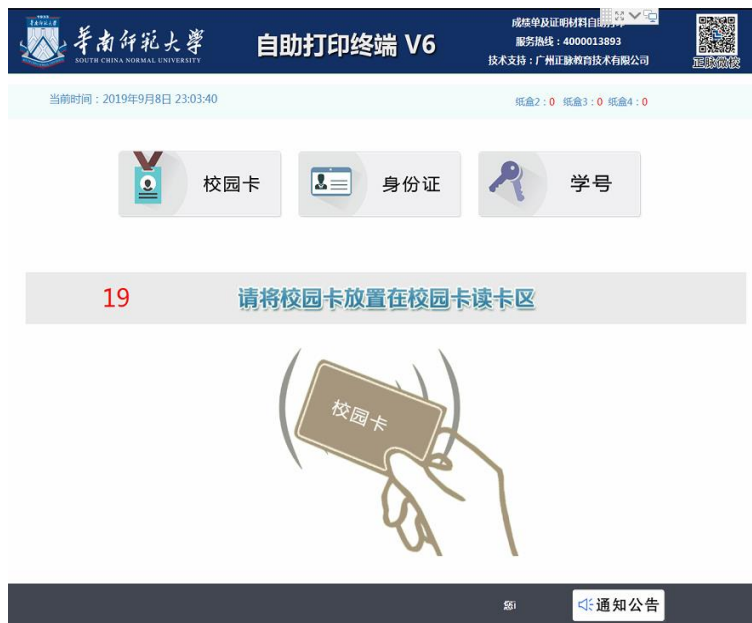 華南師範大學
SOUTH CHINA NORMAL UNIVERSITY
自助打印终端 V6
成绩单及证明材料自助
服务热线：4000013893
技术支持：广州正脉教育技术有限公司
正脉微校
当前时间：2019年9月8日 23:03:40
纸盒2：0 纸盒3：0 纸盒4：0
校园卡
身份证
学号
19
请将校园卡放置在校园卡读卡区
校园卡
通知公告